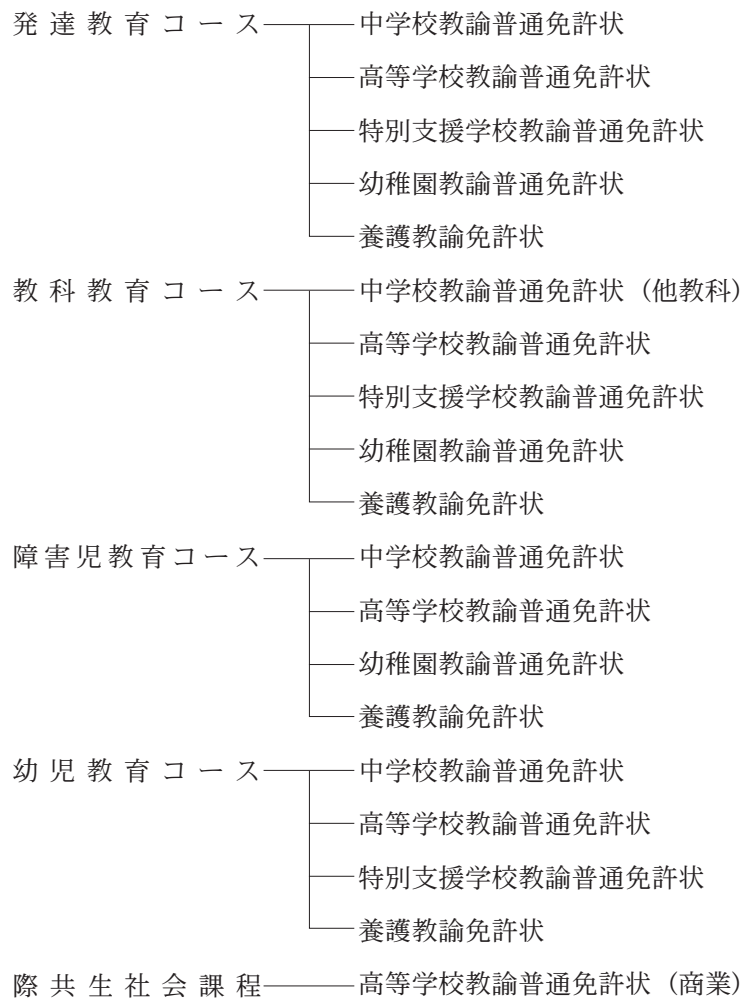 発達教育コース 中学校教諭普通免許状
高等学校教諭普通免許状
特別支援学校教諭普通免許状
幼稚園教諭普通免許状
養護教諭免許状
教科教育コース 中学校教諭普通免許状（他教科）
高等学校教諭普通免許状
特別支援学校教諭普通免許状
幼稚園教諭普通免許状
養護教諭免許状
障害児教育コース 中学校教諭普通免許状
高等学校教諭普通免許状
幼稚園教諭普通免許状
養護教諭免許状
幼児教育コース 中学校教諭普通免許状
高等学校教諭普通免許状
特別支援学校教諭普通免許状
養護教諭免許状
際共生社会課程 高等学校教諭普通免許状（商業）